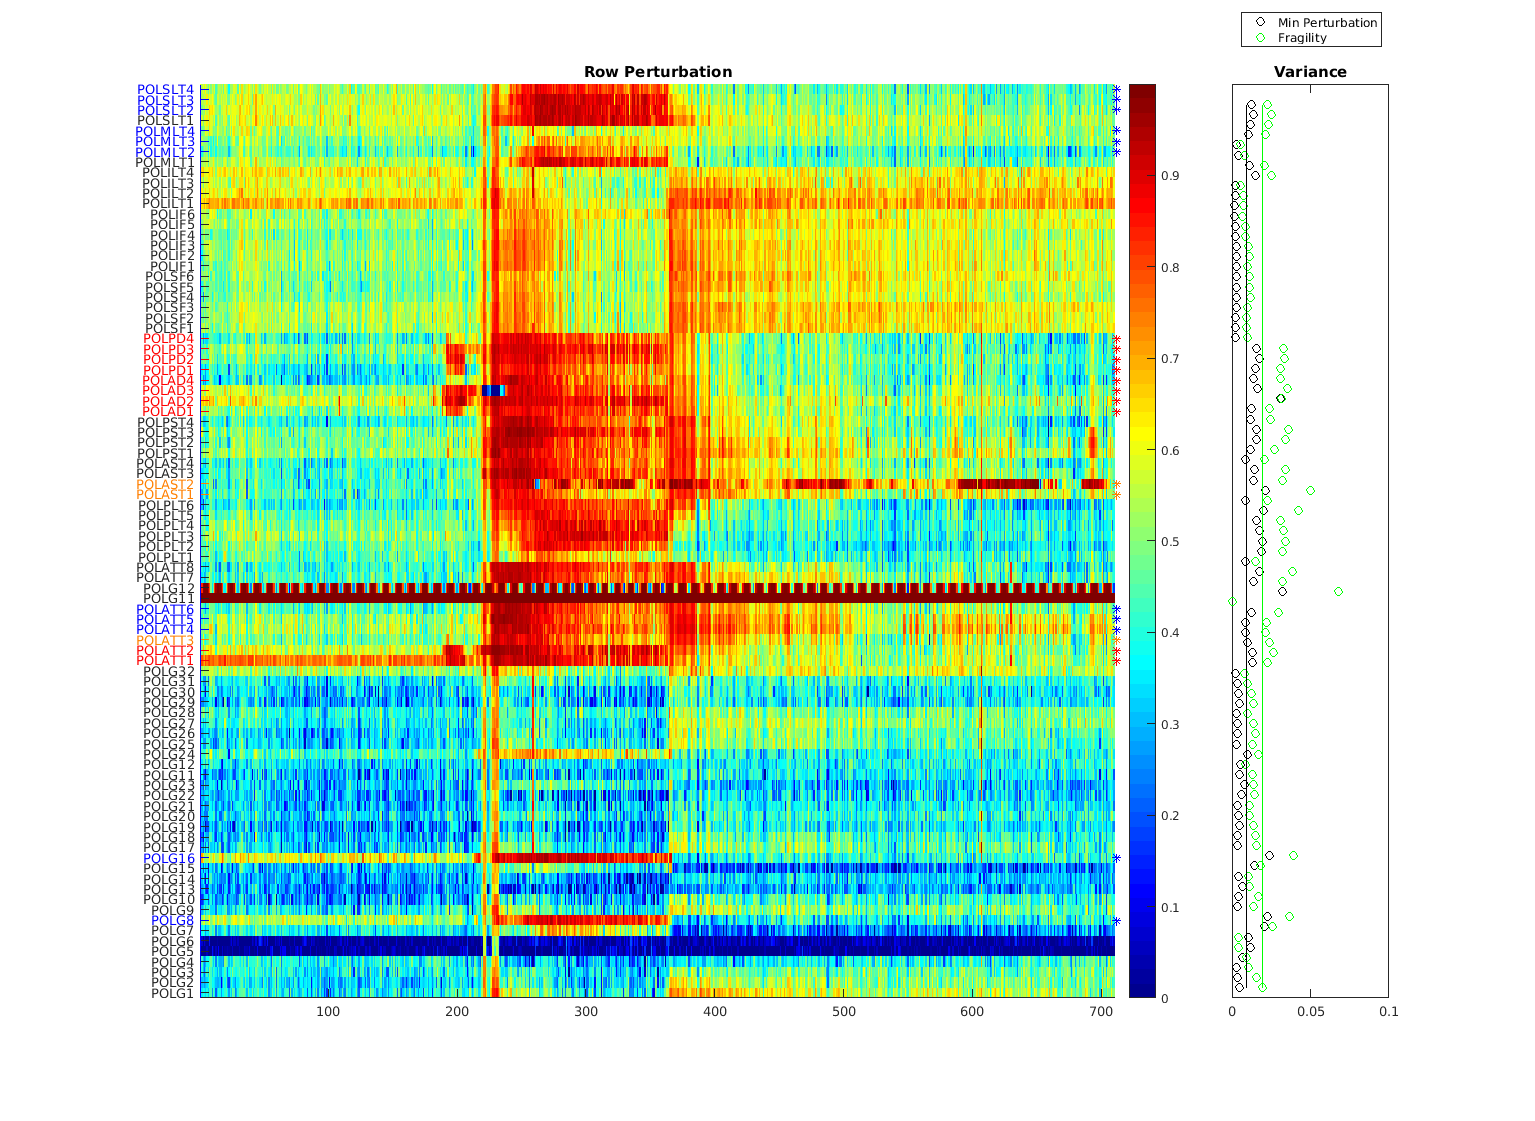 Min Perturbation
Fragility
Row Perturbation
Variance
POLSLT4
POLSLT3
POLSLT2
POLSLT1
POLMLT4
POLMLT3
POLMLT2
POLMLT1
POLILT4
POLILT3
POLILT2
POLILT1
POLIF6
POLIF5
POLIF4
POLIF3
POLIF2
POLIF1
POLSF6
POLSF5
POLSF4
POLSF3
POLSF2
POLSF1
POLPD4
POLPD3
POLPD2
POLPD1
POLAD4
POLAD3
POLAD2
POLAD1
POLPST4
POLPST3
POLPST2
POLPST1
POLAST4
POLAST3
POLAST2
POLAST1
POLPLT6
POLPLT5
POLPLT4
POLPLT3
POLPLT2
POLPLT1
POLATT8
POLATT7
POLG12
POLG11
POLATT6
POLATT5
POLATT4
POLATT3
POLATT2
POLATT1
POLG32
POLG31
POLG30
POLG29
POLG28
POLG27
POLG26
POLG25
POLG24
POLG12
POLG11
POLG23
POLG22
POLG21
POLG20
POLG19
POLG18
POLG17
POLG16
POLG15
POLG14
POLG13
POLG10
POLG9
POLG8
POLG7
POLG6
POLG5
POLG4
POLG3
POLG2
POLG1
100 200 300 400 500 600 700
0.9
0.8
0.7
0.6
0.5
0.4
0.3
0.2
0.1
0
0 0.05 0.1